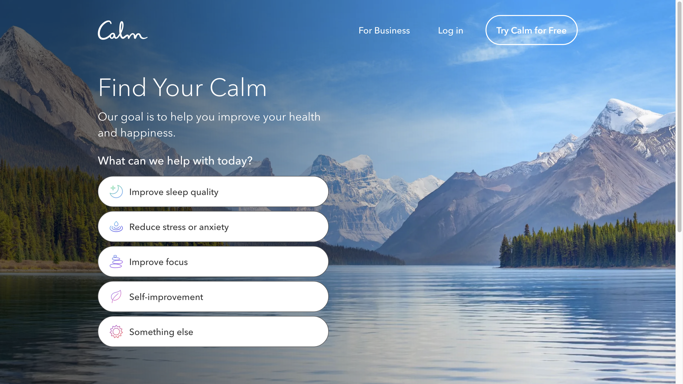 Calm
For Business
Log in
Try Calm for Free
Find Your Calm
Our goal is to help you improve your health
and happiness.
What can we help with today?
Improve sleep quality
Reduce stress or anxiety
Improve focus
Self-improvement
Something else